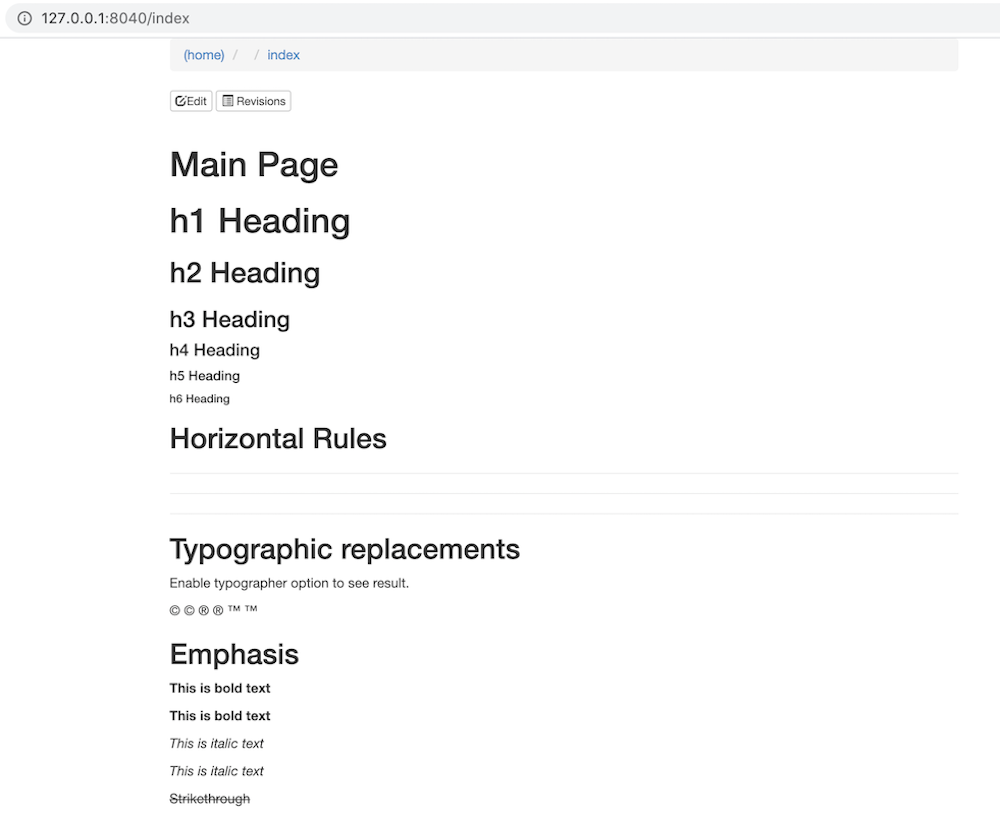 127.0.0.1:8040/index
(home) / / index
Edit Revisions
Main Page
h1 Heading
h2 Heading
h3 Heading
h4 Heading
h5 Heading
h6 Heading
Horizontal Rules
Typographic replacements
Enable typographer option to see result.
© © ® ® ™ ™
Emphasis
This is bold text
This is bold text
This is italic text
This is italic text
Strikethrough